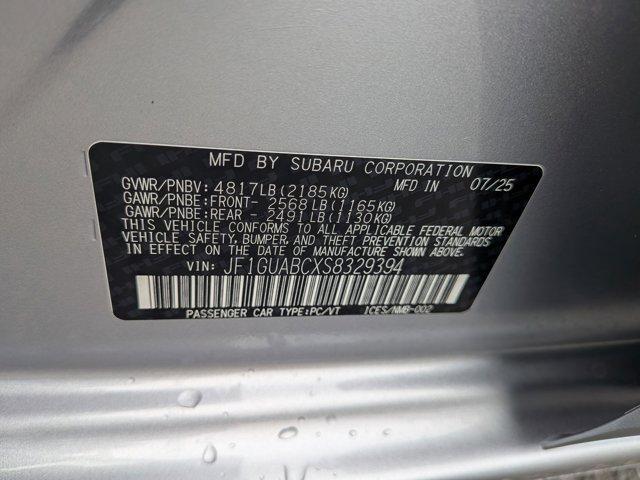 MFD BY SUBARU CORPORATION
GVWR/PNBV: 4817LB(2185KG) MFD IN 07/25
GAWR/PNBE:FRONT- 2568LB(1165KG)
GAWR/PNBE:REAR - 2491LB(1130KG)
THIS VEHICLE CONFORMS TO ALL APPLICABLE FEDERAL MOTOR
VEHICLE SAFETY, BUMPER, AND THEFT PREVENTION STANDARDS
IN EFFECT ON THE DATE OF MANUFACTURE SHOWN ABOVE.
VIN: JF1GUABCXS8329394
PASSENGER CAR TYPE:PC/VT ICES/NMB-002